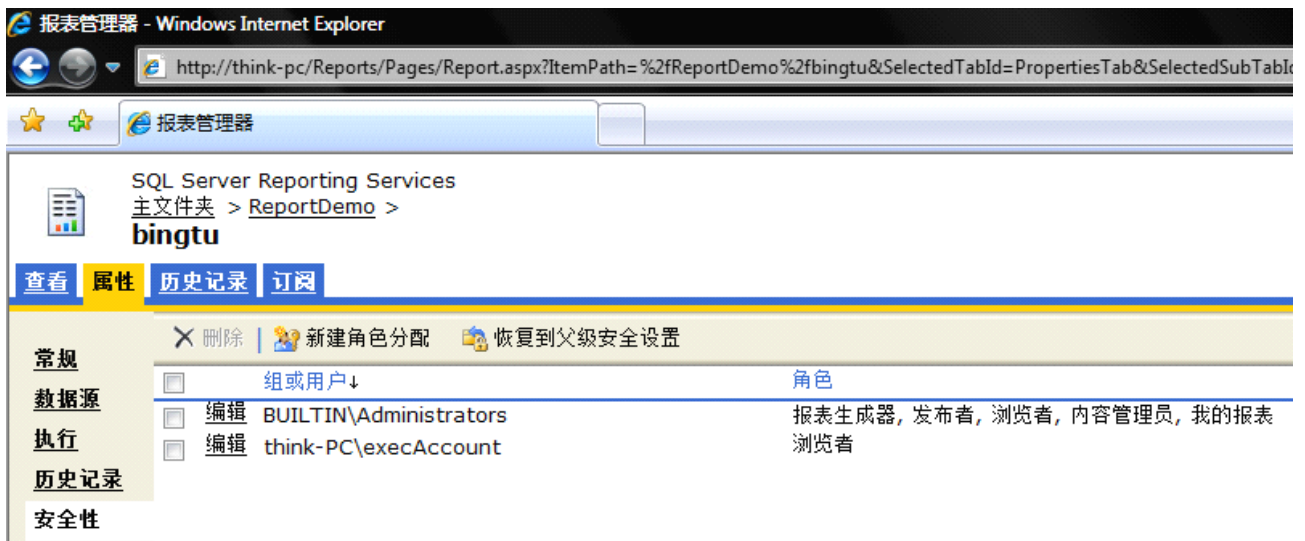 报表管理器 - Windows Internet Explorer
http://think-pc/Reports/Pages/Report.aspx?ItemPath=%2fReportDemo%2fbingtu&SelectedTabId=PropertiesTab&SelectedSubTabId
报表管理器
SQL Server Reporting Services
主文件夹 > ReportDemo >
bingtu
查看 属性 历史记录 订阅
删除 | 新建角色分配 恢复到父级安全设置
常规
数据源
执行
历史记录
安全性
组或用户↓ 角色
编辑 BUILTIN\Administrators 报表生成器, 发布者, 浏览者, 内容管理员, 我的报表
编辑 think-PC\execAccount 浏览者